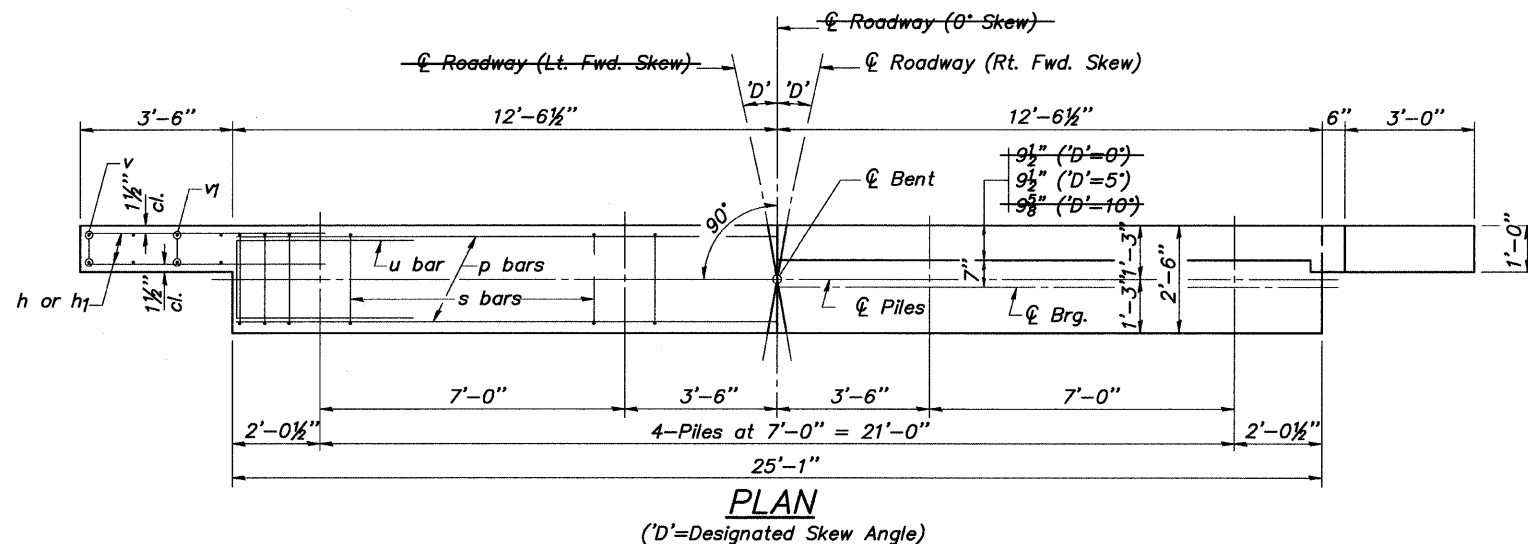 ℄ Roadway (0° Skew)
℄ Roadway (Lt. Fwd. Skew)
℄ Roadway (Rt. Fwd. Skew)
'D' 'D'
3'-6" 12'-6½" 12'-6½" 6" 3'-0"
v
v1
1½" cl.
9½" ('D'=0°)
9½" ('D'=5°)
9⅝" ('D'=10°)
℄ Bent
90°
u bar
p bars
s bars
h or h1
1½" cl.
7"
1'-3"
1'-3"
2'-6"
1'-0"
℄ Piles
℄ Brg.
7'-0" 3'-6" 3'-6" 7'-0"
2'-0½" 4-Piles at 7'-0" = 21'-0" 2'-0½"
25'-1"
PLAN
('D'=Designated Skew Angle)